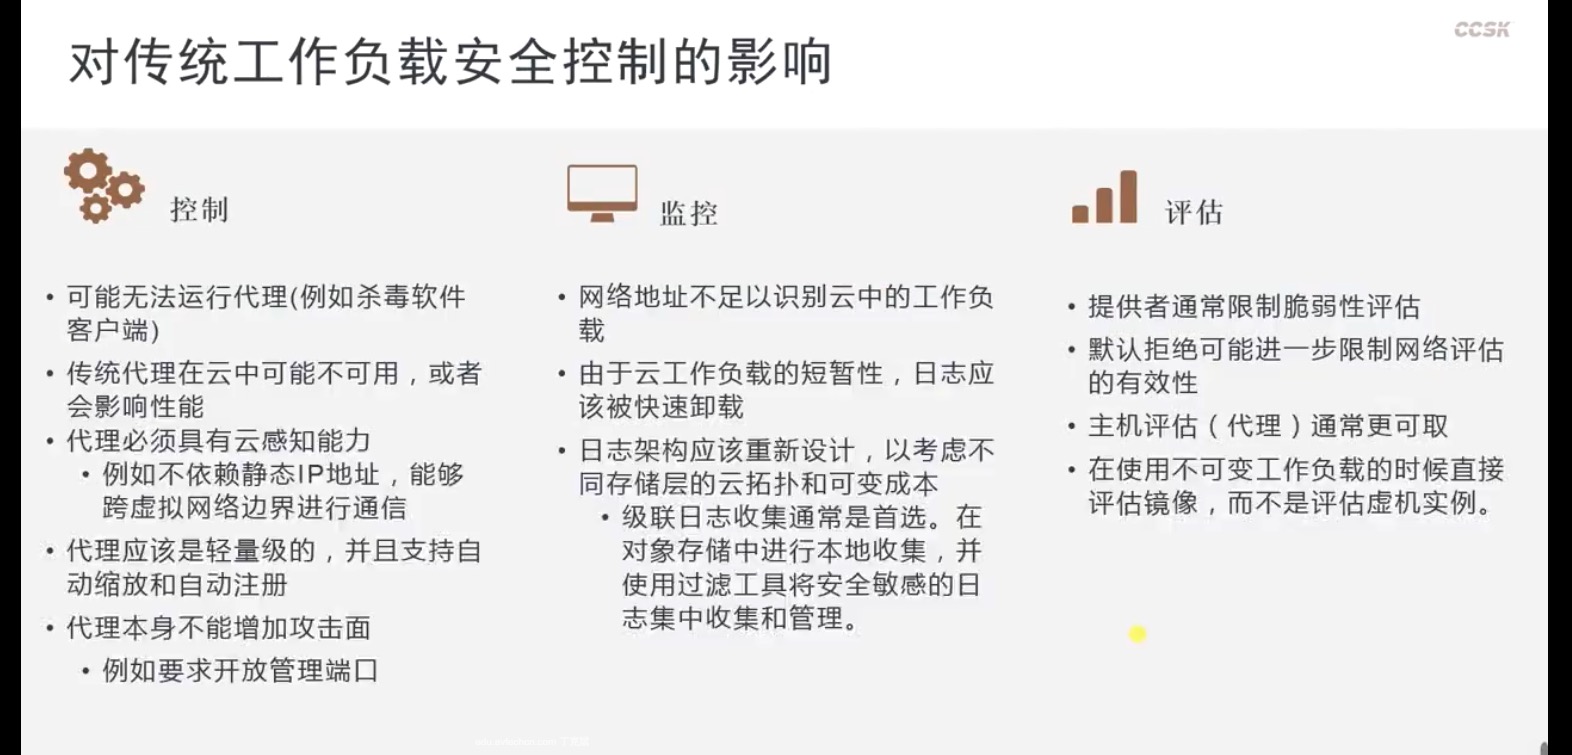 CCSK
对传统工作负载安全控制的影响
控制
• 可能无法运行代理(例如杀毒软件
客户端)
• 传统代理在云中可能不可用，或者
会影响性能
• 代理必须具有云感知能力
• 例如不依赖静态IP地址，能够
跨虚拟网络边界进行通信
• 代理应该是轻量级的，并且支持自
动缩放和自动注册
• 代理本身不能增加攻击面
• 例如要求开放管理端口
监控
• 网络地址不足以识别云中的工作负
载
• 由于云工作负载的短暂性，日志应
该被快速卸载
• 日志架构应该重新设计，以考虑不
同存储层的云拓扑和可变成本
• 级联日志收集通常是首选。在
对象存储中进行本地收集，并
使用过滤工具将安全敏感的日
志集中收集和管理。
评估
• 提供者通常限制脆弱性评估
• 默认拒绝可能进一步限制网络评估
的有效性
• 主机评估（代理）通常更可取
• 在使用不可变工作负载的时候直接
评估镜像，而不是评估虚机实例。